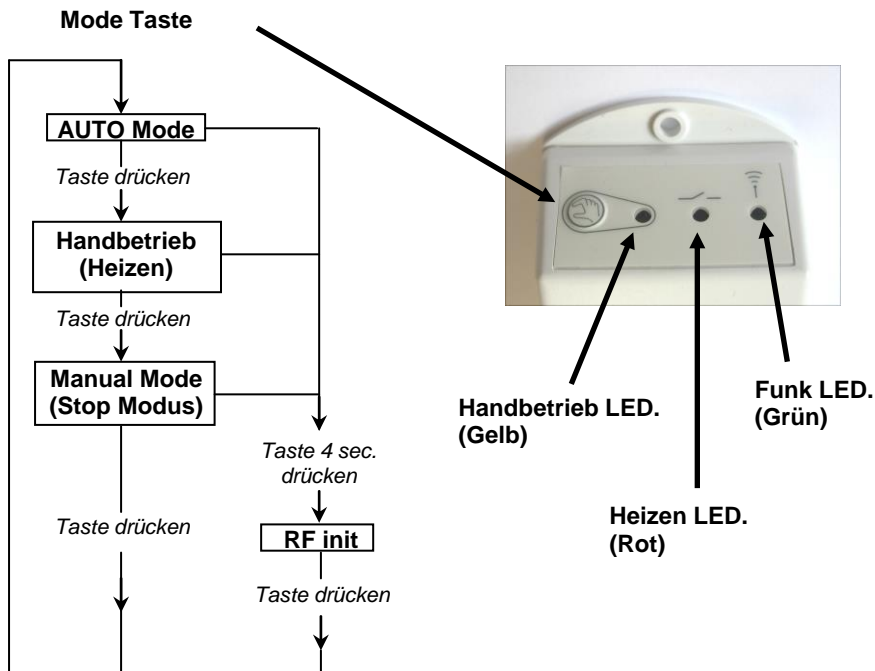 Mode Taste
AUTO Mode
Taste drücken
Handbetrieb
(Heizen)
Taste drücken
Manual Mode
(Stop Modus)
Taste 4 sec.
drücken
Taste drücken
RF init
Taste drücken
Handbetrieb LED.
(Gelb)
Funk LED.
(Grün)
Heizen LED.
(Rot)